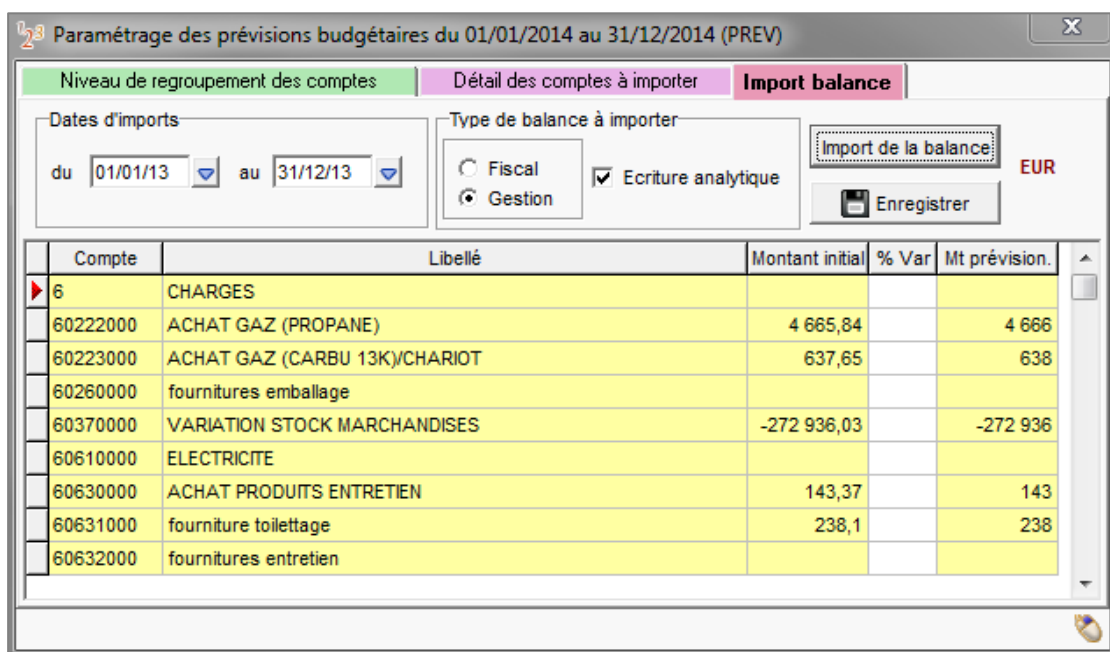 Paramétrage des prévisions budgétaires du 01/01/2014 au 31/12/2014 (PREV)
Niveau de regroupement des comptes Détail des comptes à importer Import balance
Dates d'imports
du 01/01/13 au 31/12/13
Type de balance à importer
Fiscal
Gestion
Ecriture analytique
Import de la balance
EUR
Enregistrer
Compte Libellé Montant initial % Var Mt prévision.
6 CHARGES
60222000 ACHAT GAZ (PROPANE) 4 665,84 4 666
60223000 ACHAT GAZ (CARBU 13K)/CHARIOT 637,65 638
60260000 fournitures emballage
60370000 VARIATION STOCK MARCHANDISES -272 936,03 -272 936
60610000 ELECTRICITE
60630000 ACHAT PRODUITS ENTRETIEN 143,37 143
60631000 fourniture toilettage 238,1 238
60632000 fournitures entretien